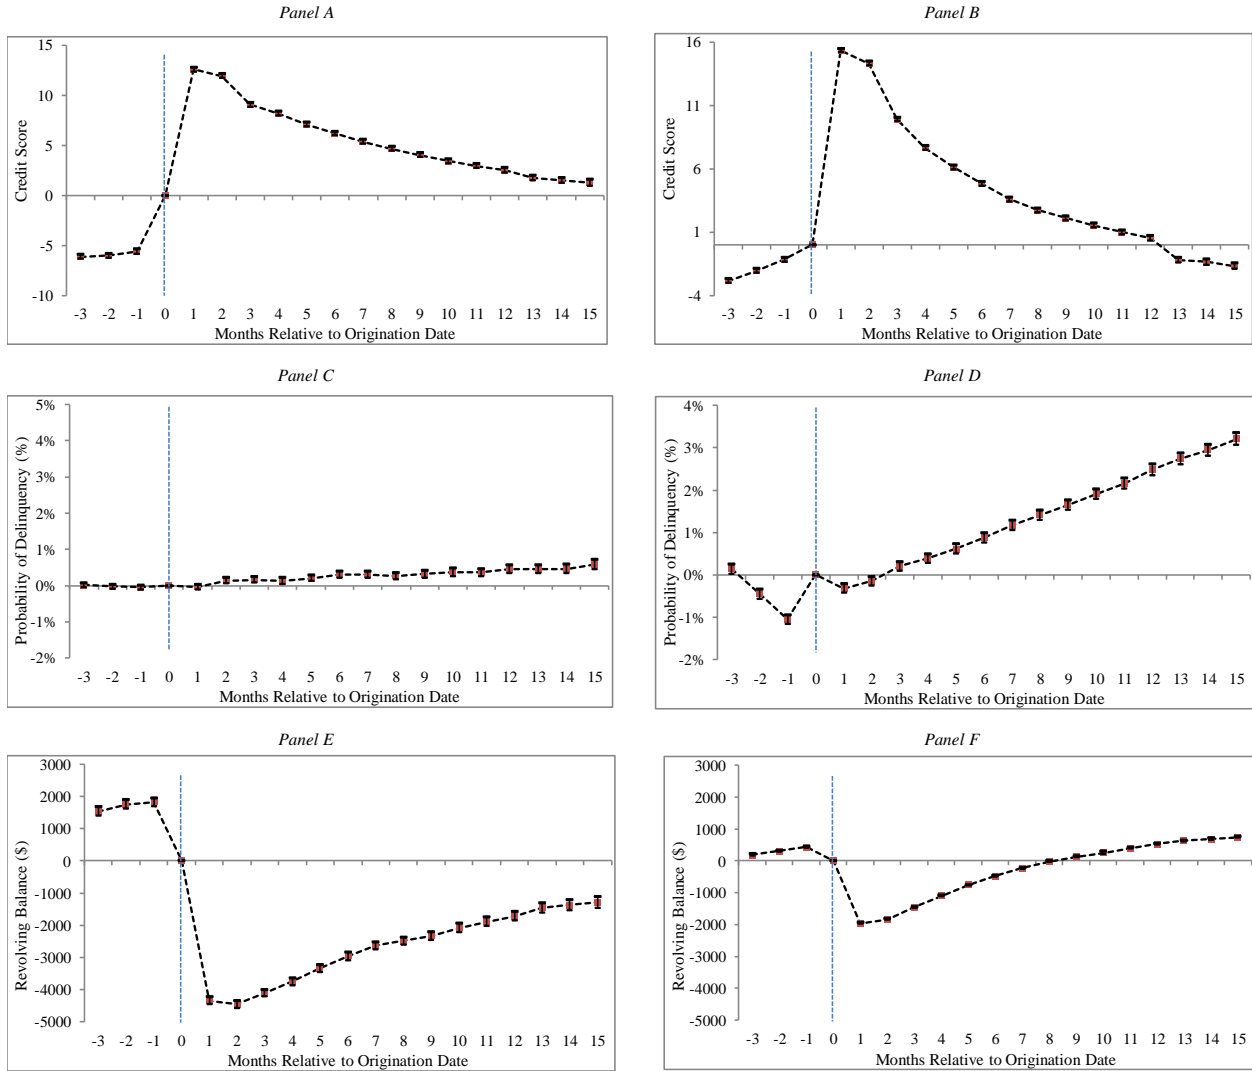 Panel A
Credit Score
15
10
5
0
-5
-10
-3 -2 -1 0 1 2 3 4 5 6 7 8 9 10 11 12 13 14 15
Months Relative to Origination Date
Panel B
Credit Score
16
11
6
1
-4
-3 -2 -1 0 1 2 3 4 5 6 7 8 9 10 11 12 13 14 15
Months Relative to Origination Date
Panel C
Probability of Delinquency (%)
5%
4%
3%
2%
1%
0%
-1%
-2%
-3 -2 -1 0 1 2 3 4 5 6 7 8 9 10 11 12 13 14 15
Months Relative to Origination Date
Panel D
Probability of Delinquency (%)
4%
3%
2%
1%
0%
-1%
-2%
-3 -2 -1 0 1 2 3 4 5 6 7 8 9 10 11 12 13 14 15
Months Relative to Origination Date
Panel E
Revolving Balance ($)
3000
2000
1000
0
-1000
-2000
-3000
-4000
-5000
-3 -2 -1 0 1 2 3 4 5 6 7 8 9 10 11 12 13 14 15
Months Relative to Origination Date
Panel F
Revolving Balance ($)
3000
2000
1000
0
-1000
-2000
-3000
-4000
-5000
-3 -2 -1 0 1 2 3 4 5 6 7 8 9 10 11 12 13 14 15
Months Relative to Origination Date